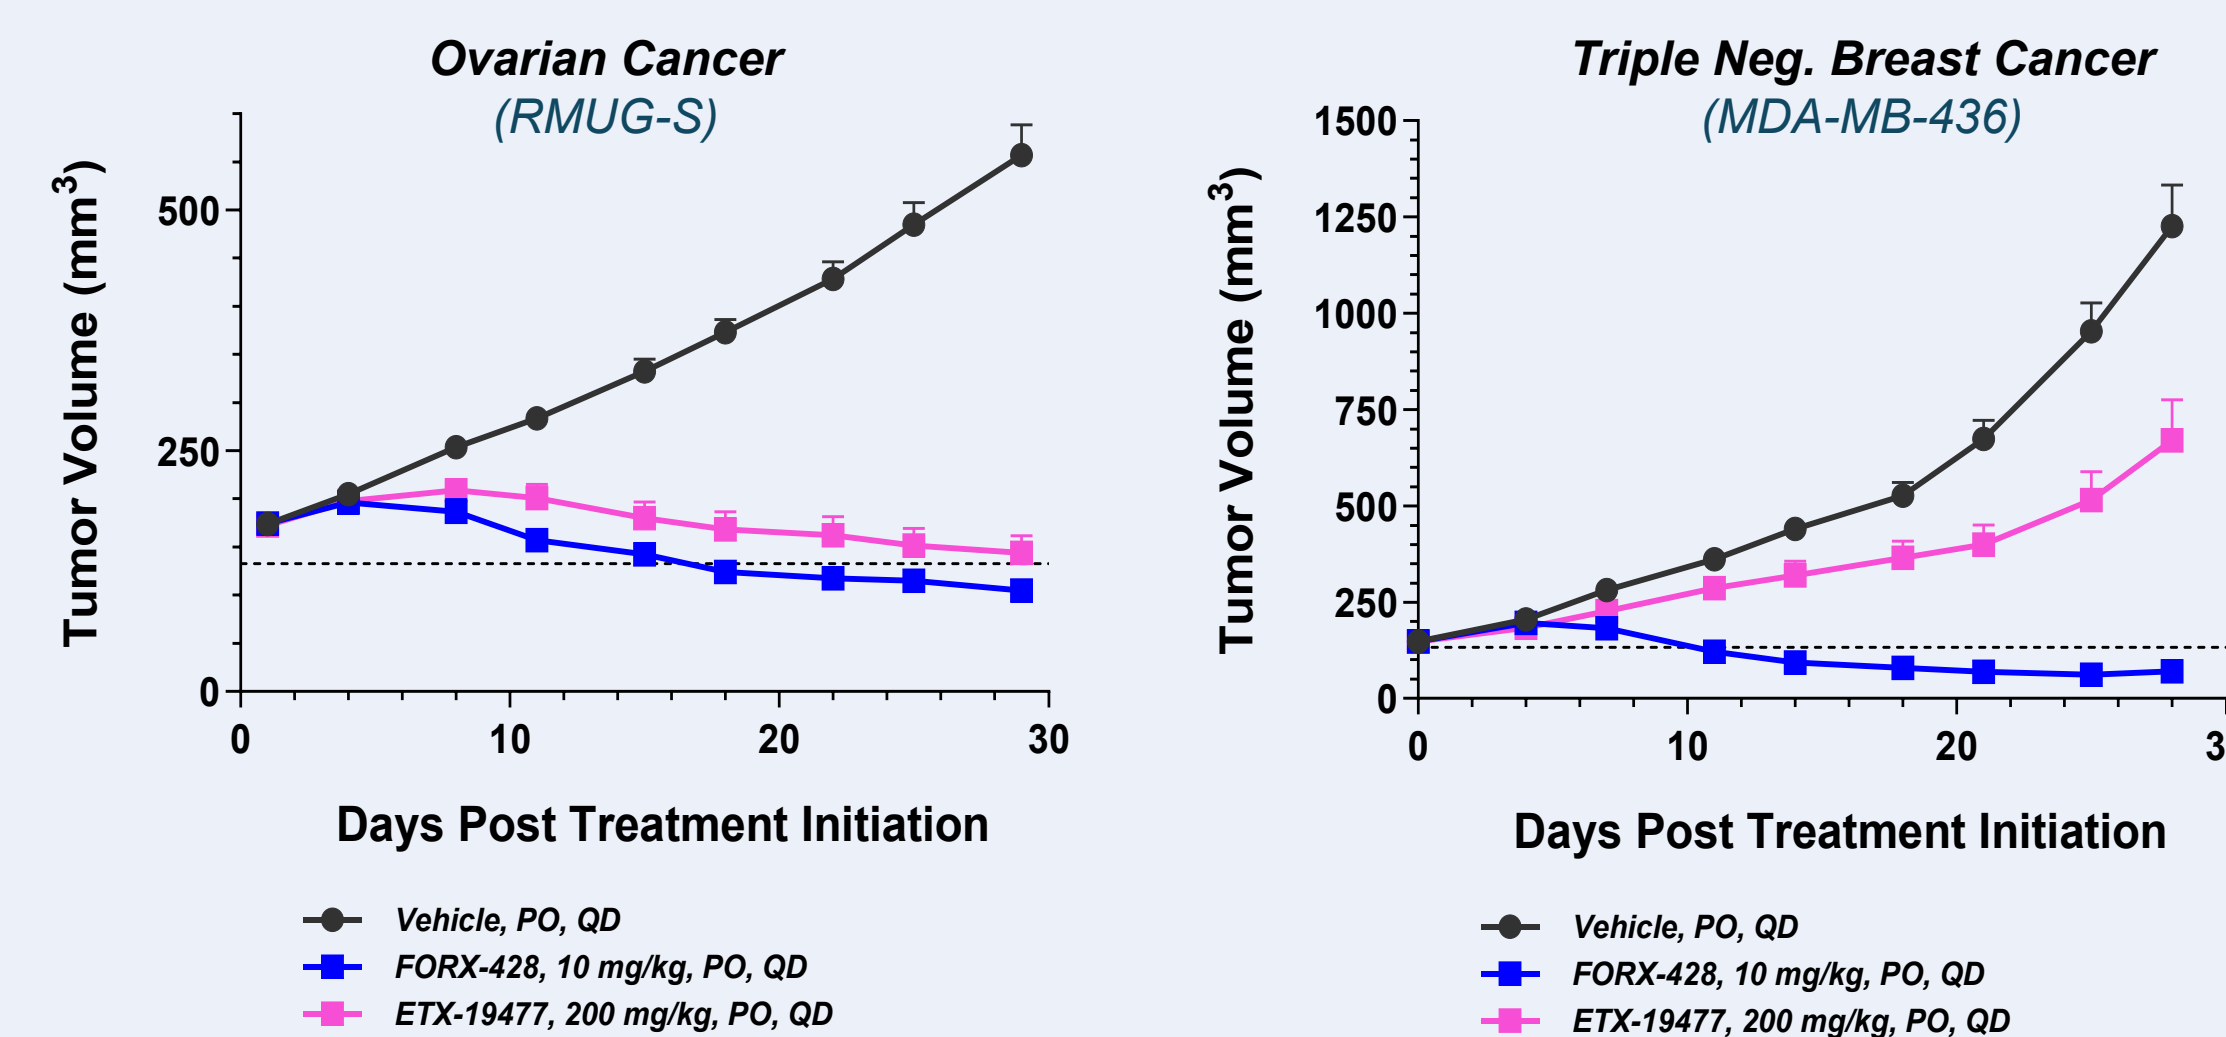 Ovarian Cancer
(RMUG-S)
Tumor Volume (mm³)
500
250
0
0 10 20 30
Days Post Treatment Initiation
Vehicle, PO, QD
FORX-428, 10 mg/kg, PO, QD
ETX-19477, 200 mg/kg, PO, QD
Triple Neg. Breast Cancer
(MDA-MB-436)
Tumor Volume (mm³)
1500
1250
1000
750
500
250
0
0 10 20 3
Days Post Treatment Initiation
Vehicle, PO, QD
FORX-428, 10 mg/kg, PO, QD
ETX-19477, 200 mg/kg, PO, QD